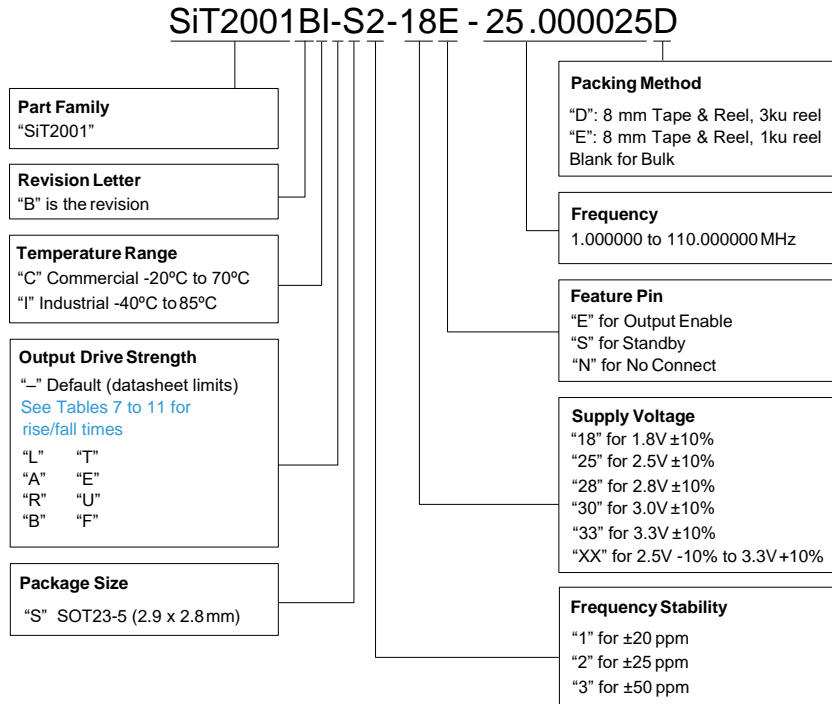 SiT2001BI-S2-18E - 25.000025D
Part Family
“SiT2001”
Revision Letter
“B” is the revision
Temperature Range
“C” Commercial -20ºC to 70ºC
“I” Industrial -40ºC to 85ºC
Output Drive Strength
“–” Default (datasheet limits)
See Tables 7 to 11 for
rise/fall times
“L” “T”
“A” “E”
“R” “U”
“B” “F”
Package Size
“S” SOT23-5 (2.9 x 2.8 mm)
Packing Method
“D”: 8 mm Tape & Reel, 3ku reel
“E”: 8 mm Tape & Reel, 1ku reel
Blank for Bulk
Frequency
1.000000 to 110.000000 MHz
Feature Pin
“E” for Output Enable
“S” for Standby
“N” for No Connect
Supply Voltage
“18” for 1.8V ±10%
“25” for 2.5V ±10%
“28” for 2.8V ±10%
“30” for 3.0V ±10%
“33” for 3.3V ±10%
“XX” for 2.5V -10% to 3.3V +10%
Frequency Stability
“1” for ±20 ppm
“2” for ±25 ppm
“3” for ±50 ppm